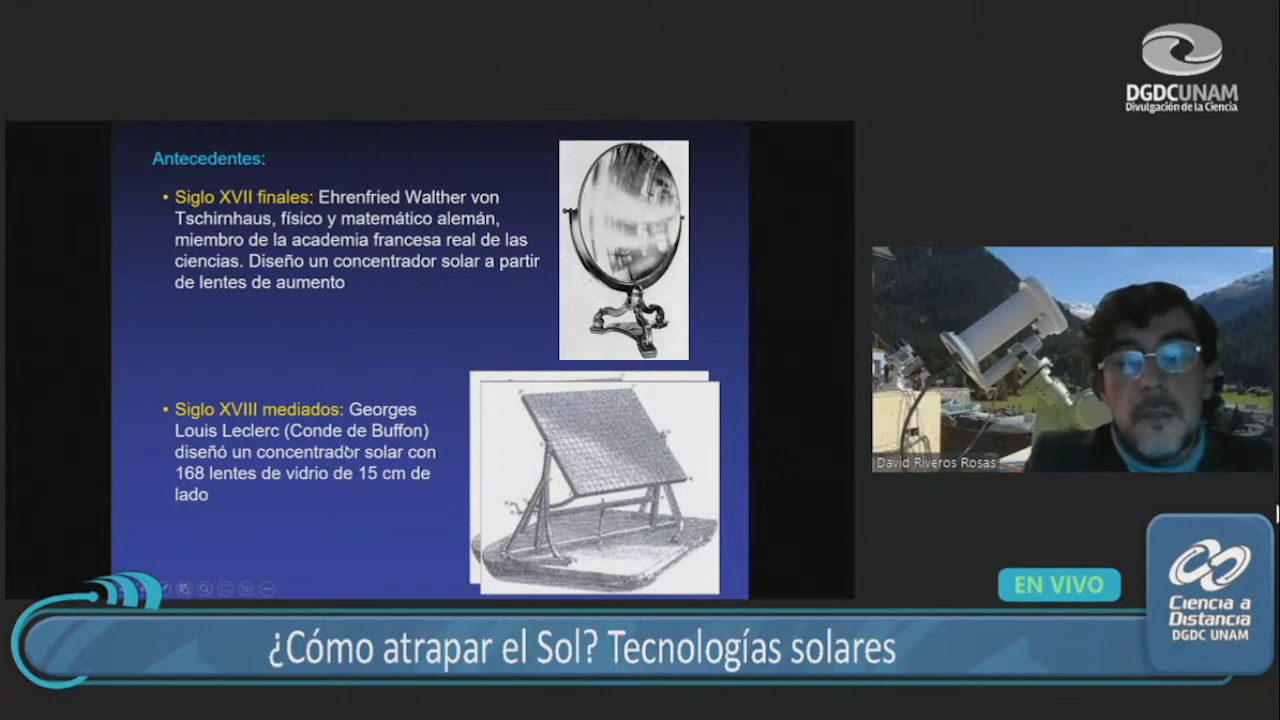 DGDCUNAM
Divulgación de la Ciencia
Antecedentes:
• Siglo XVII finales: Ehrenfried Walther von
Tschirnhaus, físico y matemático alemán,
miembro de la academia francesa real de las
ciencias. Diseño un concentrador solar a partir
de lentes de aumento
• Siglo XVIII mediados: Georges
Louis Leclerc (Conde de Buffon)
diseñó un concentrador solar con
168 lentes de vidrio de 15 cm de
lado
David Riveros Rosas
EN VIVO
Ciencia a
Distancia
DGDC UNAM
¿Cómo atrapar el Sol? Tecnologías solares